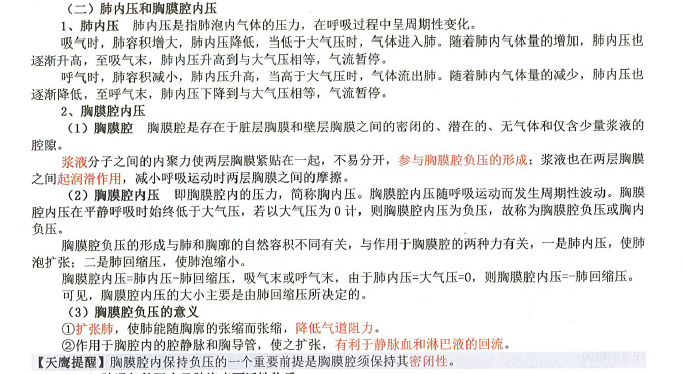 （二）肺内压和胸膜腔内压
1、肺内压　肺内压是指肺泡内气体的压力，在呼吸过程中呈周期性变化。
吸气时，肺容积增大，肺内压降低，当低于大气压时，气体进入肺。随着肺内气体量的增加，肺内压也
逐渐升高，至吸气末，肺内压升高到与大气压相等，气流暂停。
呼气时，肺容积减小，肺内压升高，当高于大气压时，气体流出肺。随着肺内气体量的减少，肺内压也
逐渐降低，至呼气末，肺内压下降到与大气压相等，气流暂停。
2、胸膜腔内压
（1）胸膜腔　胸膜腔是存在于脏层胸膜和壁层胸膜之间的密闭的、潜在的、无气体和仅含少量浆液的
腔隙。
浆液分子之间的内聚力使两层胸膜紧贴在一起，不易分开，参与胸膜腔负压的形成；浆液也在两层胸膜
之间起润滑作用，减小呼吸运动时两层胸膜之间的摩擦。
（2）胸膜腔内压　即胸膜腔内的压力，简称胸内压。胸膜腔内压随呼吸运动而发生周期性波动。胸膜
腔内压在平静呼吸时始终低于大气压，若以大气压为 0 计，则胸膜腔内压为负压，故称为胸膜腔负压或胸内
负压。
胸膜腔负压的形成与肺和胸廓的自然容积不同有关，与作用于胸膜腔的两种力有关，一是肺内压，使肺
泡扩张；二是肺回缩压，使肺泡缩小。
胸膜腔内压=肺内压-肺回缩压，吸气末或呼气末，由于肺内压=大气压=0，则胸膜腔内压=-肺回缩压。
可见，胸膜腔内压的大小主要是由肺回缩压所决定的。
（3）胸膜腔负压的意义
①扩张肺，使肺能随胸廓的张缩而张缩，降低气道阻力。
②作用于胸腔内的腔静脉和胸导管，使之扩张，有利于静脉血和淋巴液的回流。
【天鹰提醒】胸膜腔内保持负压的一个重要前提是胸膜腔须保持其密闭性。